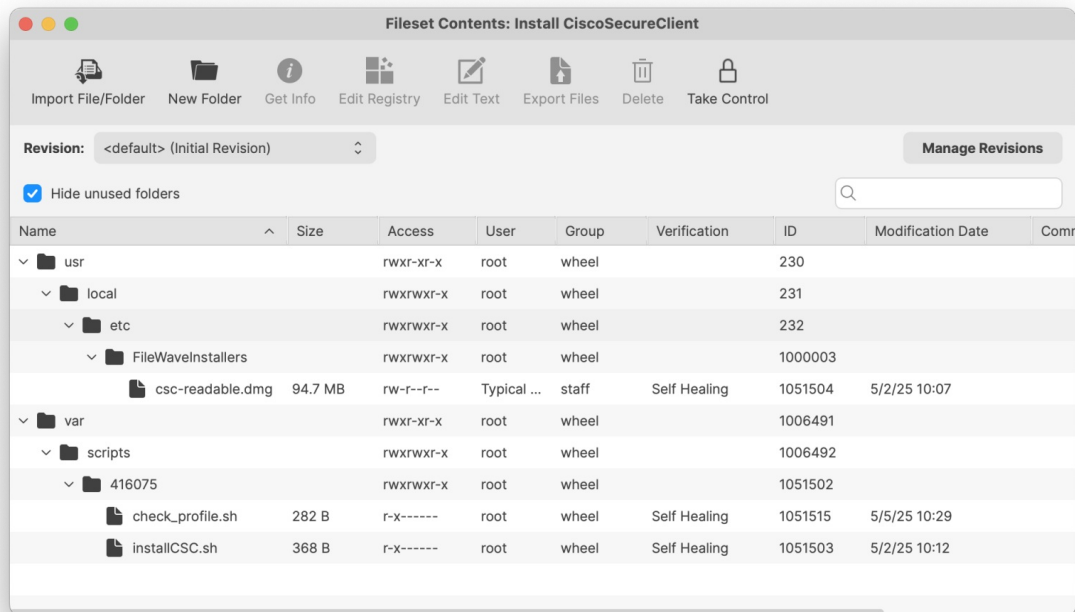 Fileset Contents: Install CiscoSecureClient
Import File/Folder New Folder Get Info Edit Registry Edit Text Export Files Delete Take Control
Revision: <default> (Initial Revision) Manage Revisions
Hide unused folders
Name Size Access User Group Verification ID Modification Date Comr
usr rwxr-xr-x root wheel 230
local rwxrwxr-x root wheel 231
etc rwxrwxr-x root wheel 232
FileWaveInstallers rwxrwxr-x root wheel 1000003
csc-readable.dmg 94.7 MB rw-r--r-- Typical ... staff Self Healing 1051504 5/2/25 10:07
var rwxr-xr-x root wheel 1006491
scripts rwxrwxr-x root wheel 1006492
416075 rwxrwxr-x root wheel 1051502
check_profile.sh 282 B r-x------ root wheel Self Healing 1051515 5/5/25 10:29
installCSC.sh 368 B r-x------ root wheel Self Healing 1051503 5/2/25 10:12